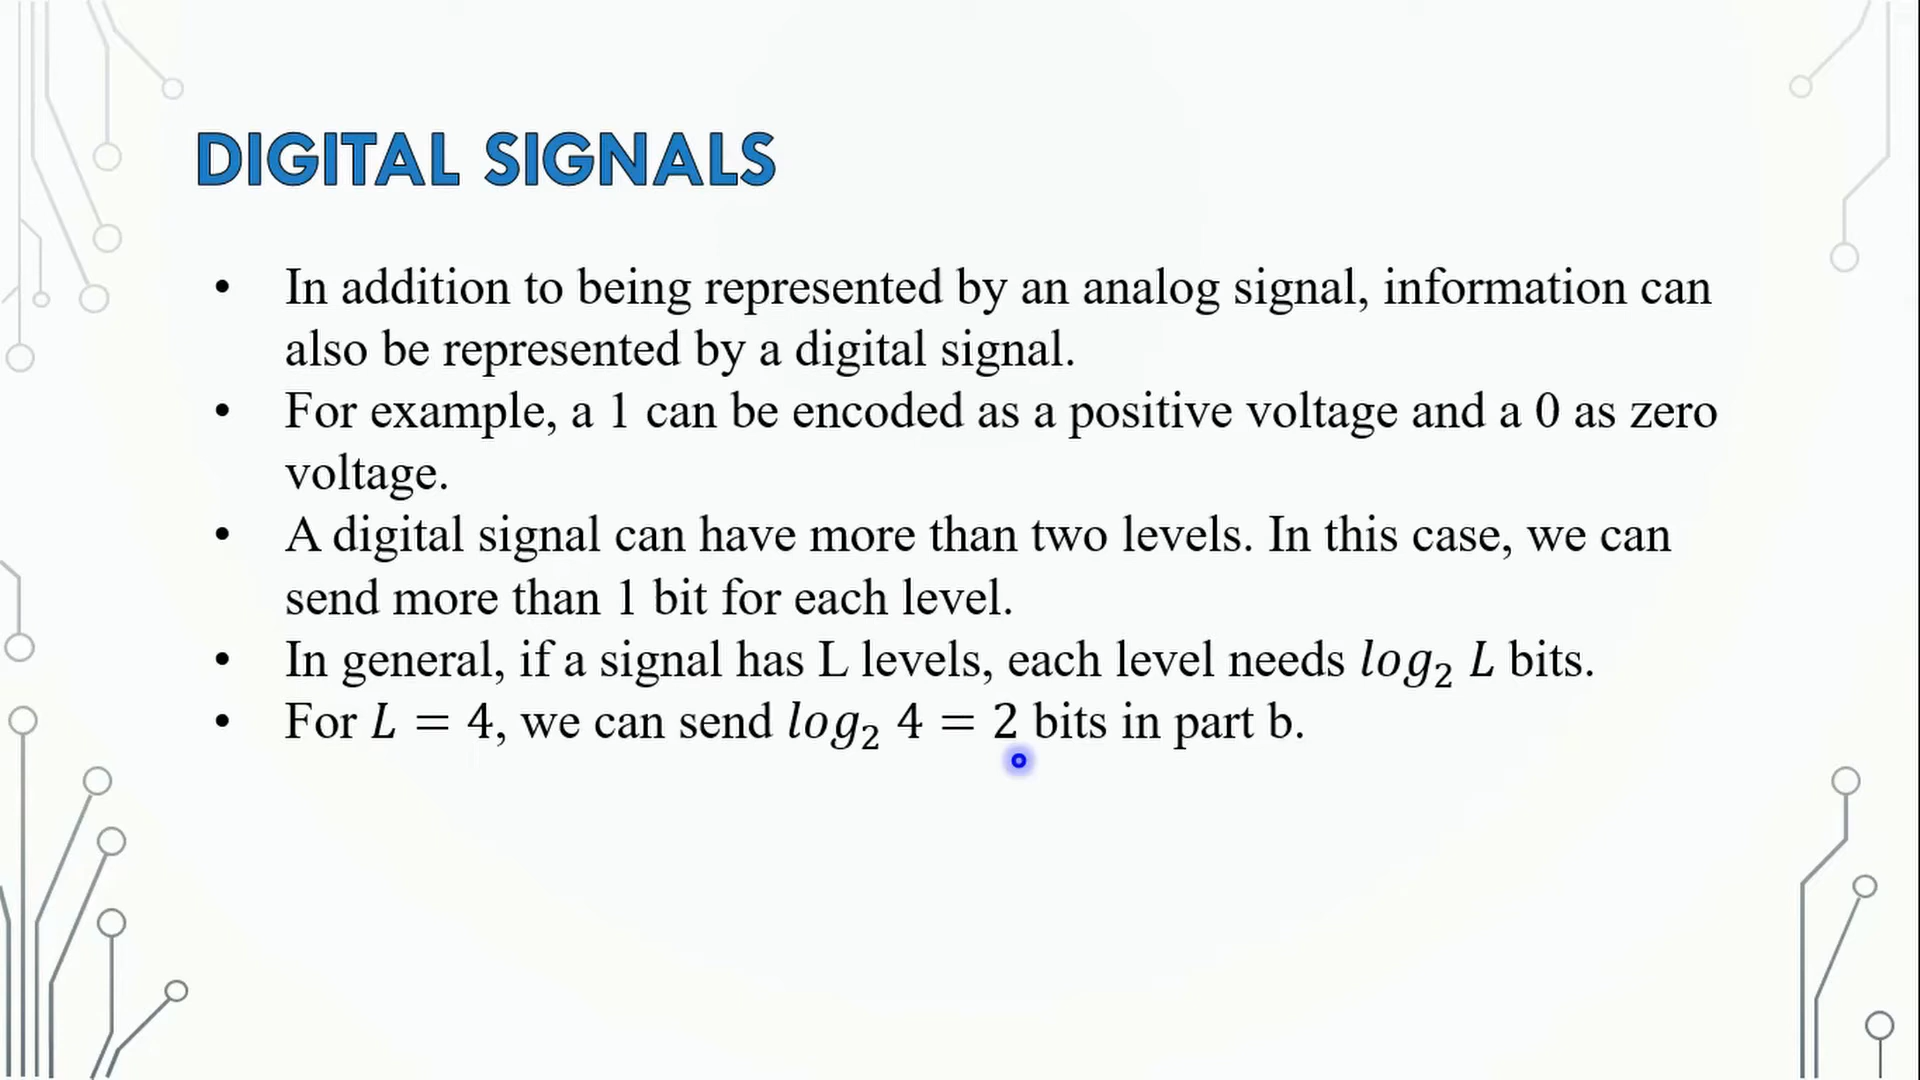 DIGITAL SIGNALS
• In addition to being represented by an analog signal, information can
also be represented by a digital signal.
• For example, a 1 can be encoded as a positive voltage and a 0 as zero
voltage.
• A digital signal can have more than two levels. In this case, we can
send more than 1 bit for each level.
• In general, if a signal has L levels, each level needs log₂ L bits.
• For L = 4, we can send log₂ 4 = 2 bits in part b.